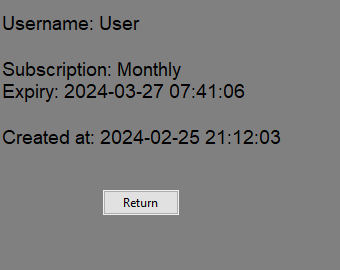 Username: User
Subscription: Monthly
Expiry: 2024-03-27 07:41:06
Created at: 2024-02-25 21:12:03
Return